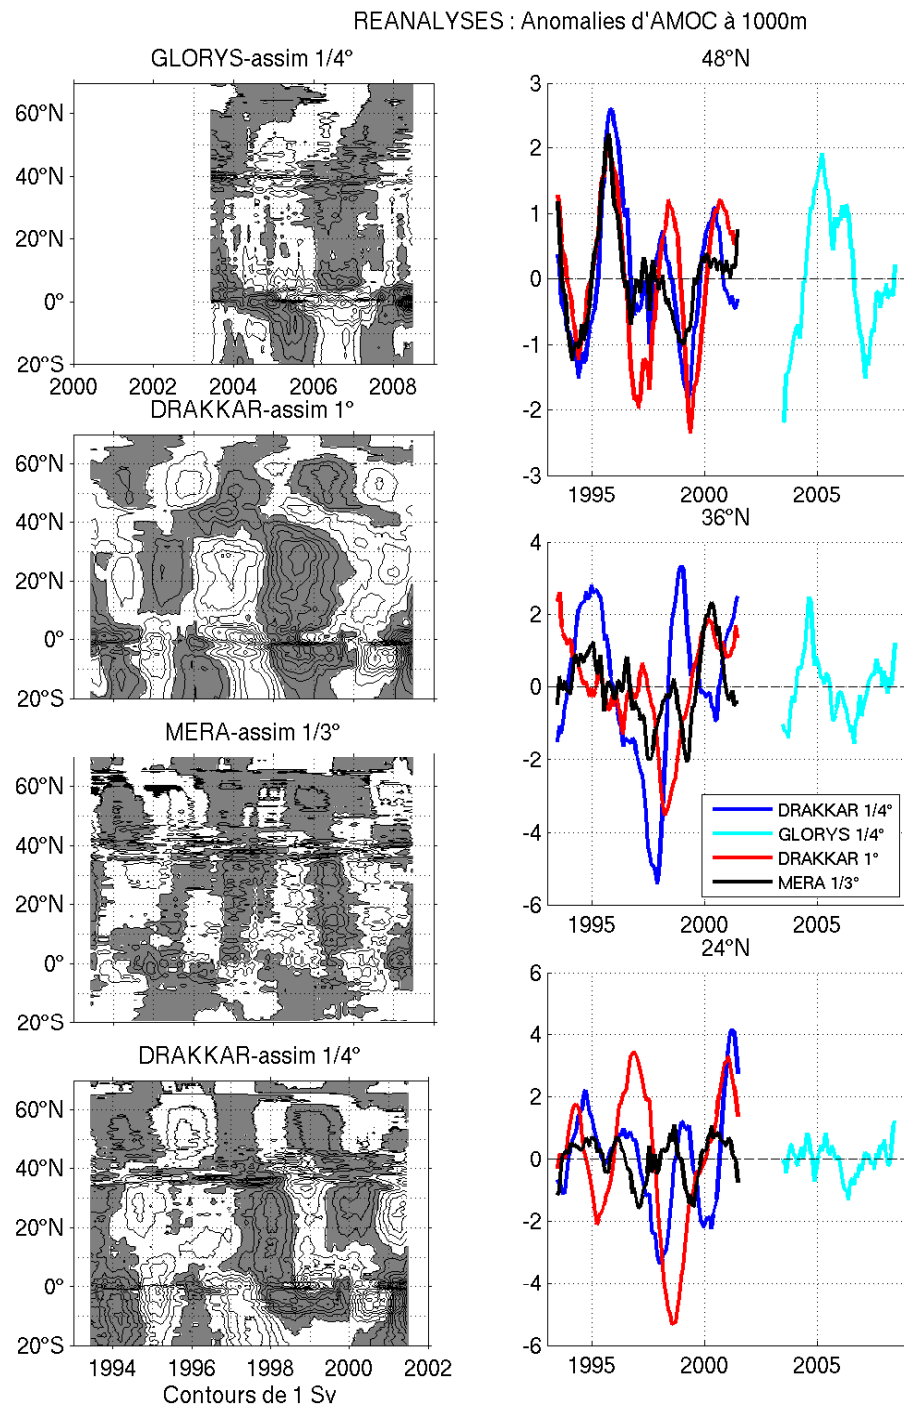 REANALYSES : Anomalies d'AMOC à 1000m
GLORYS-assim 1/4°
60°N
40°N
20°N
0°
20°S
2000 2002 2004 2006 2008
DRAKKAR-assim 1°
60°N
40°N
20°N
0°
20°S
MERA-assim 1/3°
60°N
40°N
20°N
0°
20°S
DRAKKAR-assim 1/4°
60°N
40°N
20°N
0°
20°S
1994 1996 1998 2000 2002
Contours de 1 Sv
48°N
3
2
1
0
-1
-2
-3
1995 2000 2005
36°N
4
2
0
-2
-4
-6
DRAKKAR 1/4°
GLORYS 1/4°
DRAKKAR 1°
MERA 1/3°
1995 2000 2005
24°N
6
4
2
0
-2
-4
-6
1995 2000 2005